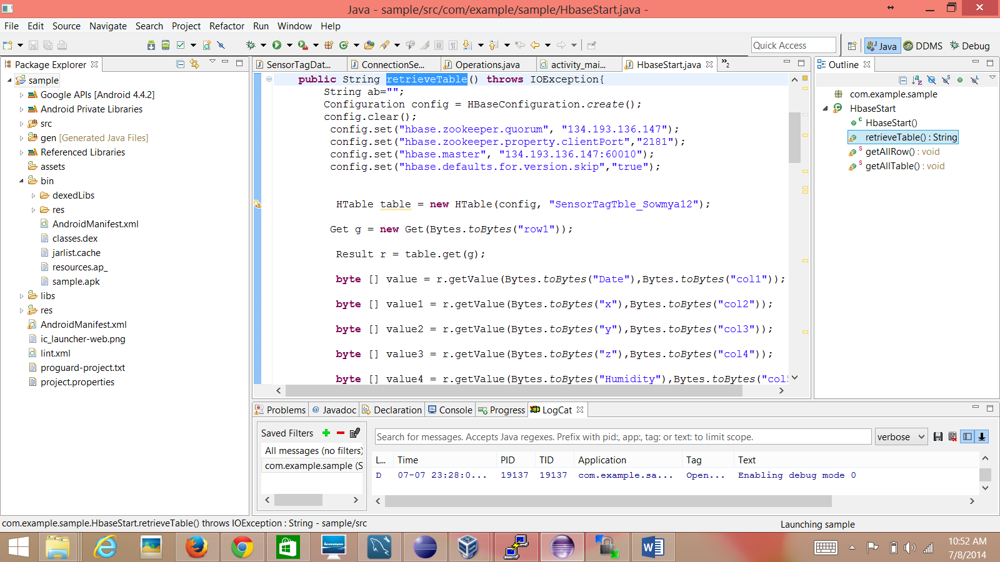 Java - sample/src/com/example/sample/HbaseStart.java -
File Edit Source Navigate Search Project Refactor Run Window Help
Quick Access
Java
DDMS
Debug
Package Explorer
sample
Google APIs [Android 4.4.2]
Android Private Libraries
src
gen [Generated Java Files]
Referenced Libraries
assets
bin
dexedLibs
res
AndroidManifest.xml
classes.dex
jarlist.cache
resources.ap_
sample.apk
libs
res
AndroidManifest.xml
ic_launcher-web.png
lint.xml
proguard-project.txt
project.properties
SensorTagDat... ConnectionSe... Operations.java activity_mai... HbaseStart.java »2
public String retrieveTable() throws IOException{
String ab="";
Configuration config = HBaseConfiguration.create();
config.clear();
config.set("hbase.zookeeper.quorum", "134.193.136.147");
config.set("hbase.zookeeper.property.clientPort","2181");
config.set("hbase.master", "134.193.136.147:60010");
config.set("hbase.defaults.for.version.skip","true");
HTable table = new HTable(config, "SensorTagTble_Sowmya12");
Get g = new Get(Bytes.toBytes("row1"));
Result r = table.get(g);
byte [] value = r.getValue(Bytes.toBytes("Date"),Bytes.toBytes("col1"));
byte [] value1 = r.getValue(Bytes.toBytes("x"),Bytes.toBytes("col2"));
byte [] value2 = r.getValue(Bytes.toBytes("y"),Bytes.toBytes("col3"));
byte [] value3 = r.getValue(Bytes.toBytes("z"),Bytes.toBytes("col4"));
byte [] value4 = r.getValue(Bytes.toBytes("Humidity"),Bytes.toBytes("col5
Outline
com.example.sample
HbaseStart
HbaseStart()
retrieveTable() : String
getAllRow() : void
getAllTable() : void
Problems @ Javadoc Declaration Console Progress LogCat
Saved Filters
All messages (no filters)
com.example.sample (S
Search for messages. Accepts Java regexes. Prefix with pid:, app:, tag: or text: to limit scope.
verbose
L... Time PID TID Application Tag Text
D 07-07 23:28:0... 19137 19137 com.example.sa... Open... Enabling debug mode 0
com.example.sample.HbaseStart.retrieveTable() throws IOException : String - sample/src
Launching sample
lenovo
10:52 AM
7/8/2014